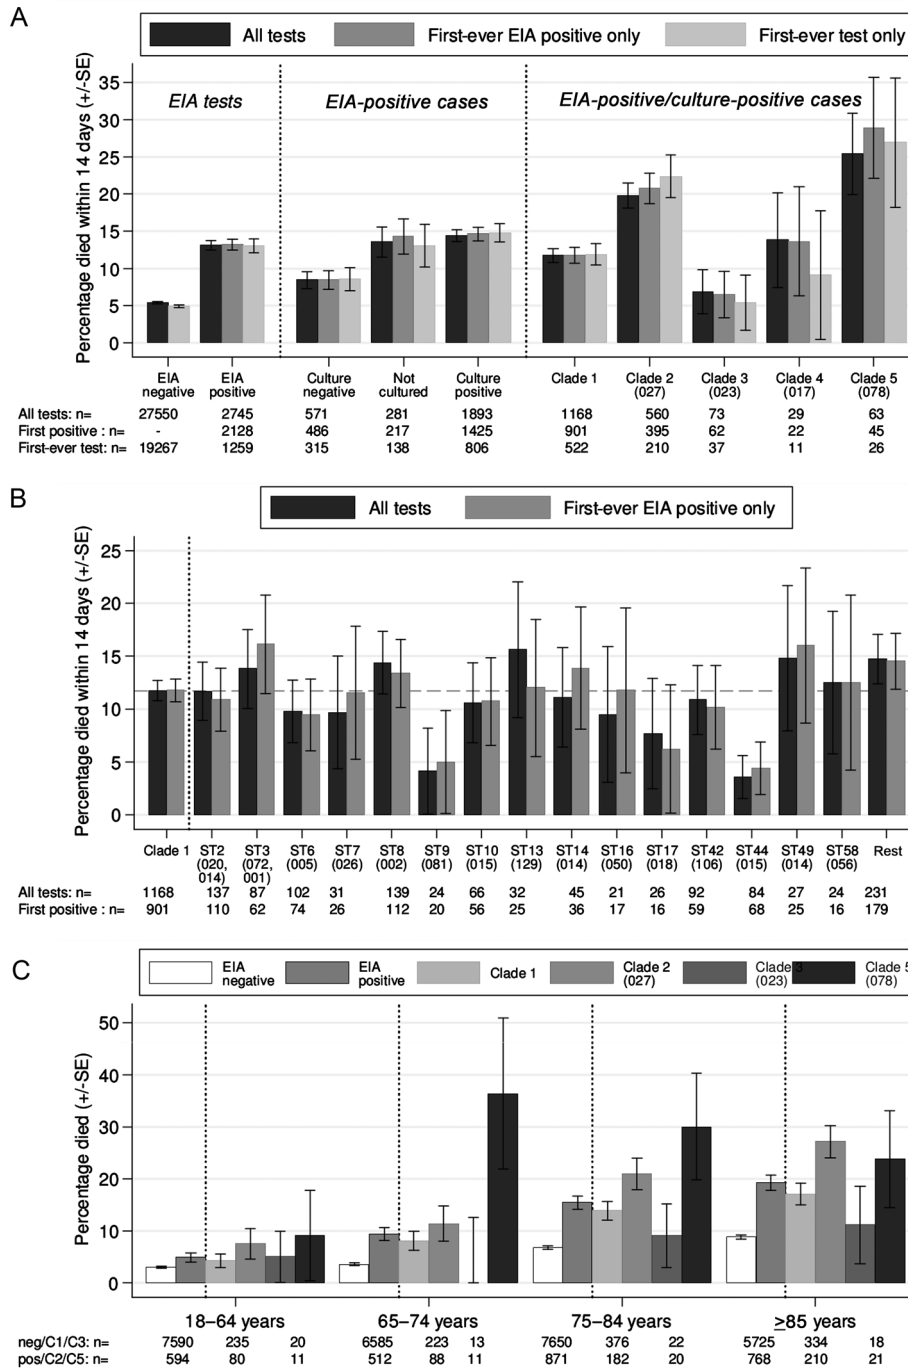 A
All tests First-ever EIA positive only First-ever test only
EIA tests EIA-positive cases EIA-positive/culture-positive cases
Percentage died within 14 days (+/-SE)
35
30
25
20
15
10
5
0
EIA negative EIA positive Culture negative Not cultured Culture positive Clade 1 Clade 2 (027) Clade 3 (023) Clade 4 (017) Clade 5 (078)
All tests: n= 27550 2745 571 281 1893 1168 560 73 29 63
First positive : n= - 2128 486 217 1425 901 395 62 22 45
First-ever test: n= 19267 1259 315 138 806 522 210 37 11 26
B
All tests First-ever EIA positive only
Percentage died within 14 days (+/-SE)
25
20
15
10
5
0
Clade 1 ST2 (020, 014) ST3 (072, 001) ST6 (005) ST7 (026) ST8 (002) ST9 (081) ST10 (015) ST13 (129) ST14 (014) ST16 (050) ST17 (018) ST42 (106) ST44 (015) ST49 (014) ST58 (056) Rest
All tests: n= 1168 137 87 102 31 139 24 66 32 45 21 26 92 84 27 24 231
First positive : n= 901 110 62 74 26 112 20 56 25 36 17 16 59 68 25 16 179
C
EIA negative EIA positive Clade 1 Clade 2 (027) Clade 3 (023) Clade 5 (078)
Percentage died (+/-SE)
50
40
30
20
10
0
18–64 years 65–74 years 75–84 years ≥85 years
neg/C1/C3: n= 7590 235 20 6585 223 13 7650 376 22 5725 334 18
pos/C2/C5: n= 594 80 11 512 88 11 871 182 20 768 210 21